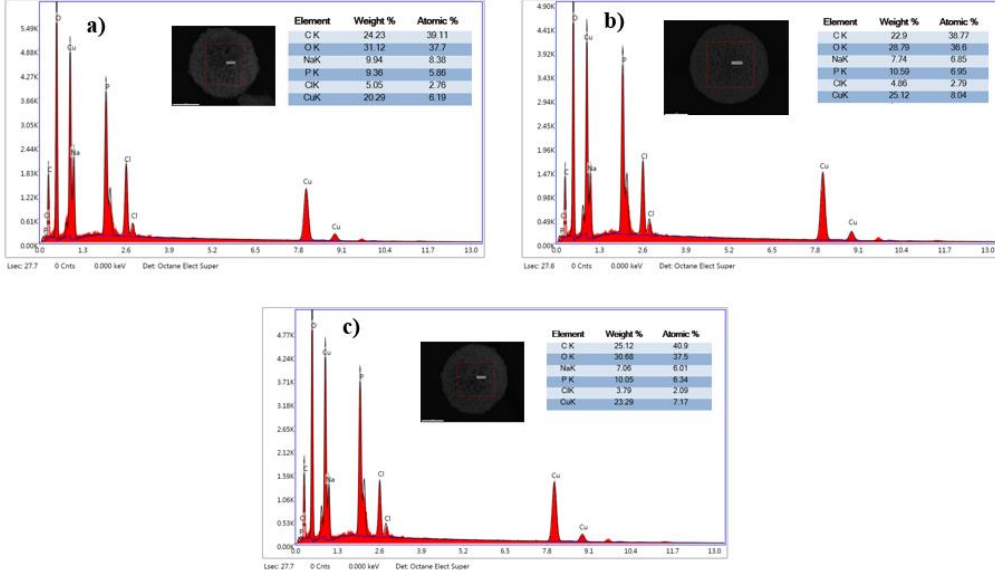 a)
Element Weight % Atomic %
C K 24.23 39.11
O K 31.12 37.7
NaK 9.94 8.38
P K 9.36 5.86
ClK 5.05 2.76
CuK 20.29 6.19
5.49K
4.88K
4.27K
3.66K
3.05K
2.44K
1.83K
1.22K
0.61K
0.00K
O
Cu
P
Na
C
Cl
Cl
Cu
Cu
0.0 1.3 2.6 3.9 5.2 6.5 7.8 9.1 10.4 11.7 13.0
Lsec: 27.7 0 Cnts 0.000 keV Det: Octane Elect Super
b)
Element Weight % Atomic %
C K 22.9 38.77
O K 28.79 36.6
NaK 7.74 6.85
P K 10.59 6.95
ClK 4.86 2.79
CuK 25.12 8.04
4.90K
4.41K
3.92K
3.43K
2.94K
2.45K
1.96K
1.47K
0.98K
0.49K
0.00K
Cu
P
C
Na
Cl
Cl
Cu
Cu
0.0 1.3 2.6 3.9 5.2 6.5 7.8 9.1 10.4 11.7 13.0
Lsec: 27.6 0 Cnts 0.000 keV Det: Octane Elect Super
c)
Element Weight % Atomic %
C K 25.12 40.9
O K 30.68 37.5
NaK 7.06 6.01
P K 10.05 6.34
ClK 3.79 2.09
CuK 23.29 7.17
4.77K
4.24K
3.71K
3.18K
2.65K
2.12K
1.59K
1.06K
0.53K
0.00K
O
Cu
P
C
Na
Cl
Cl
Cu
Cu
0.0 1.3 2.6 3.9 5.2 6.5 7.8 9.1 10.4 11.7 13.0
Lsec: 27.7 0 Cnts 0.000 keV Det: Octane Elect Super